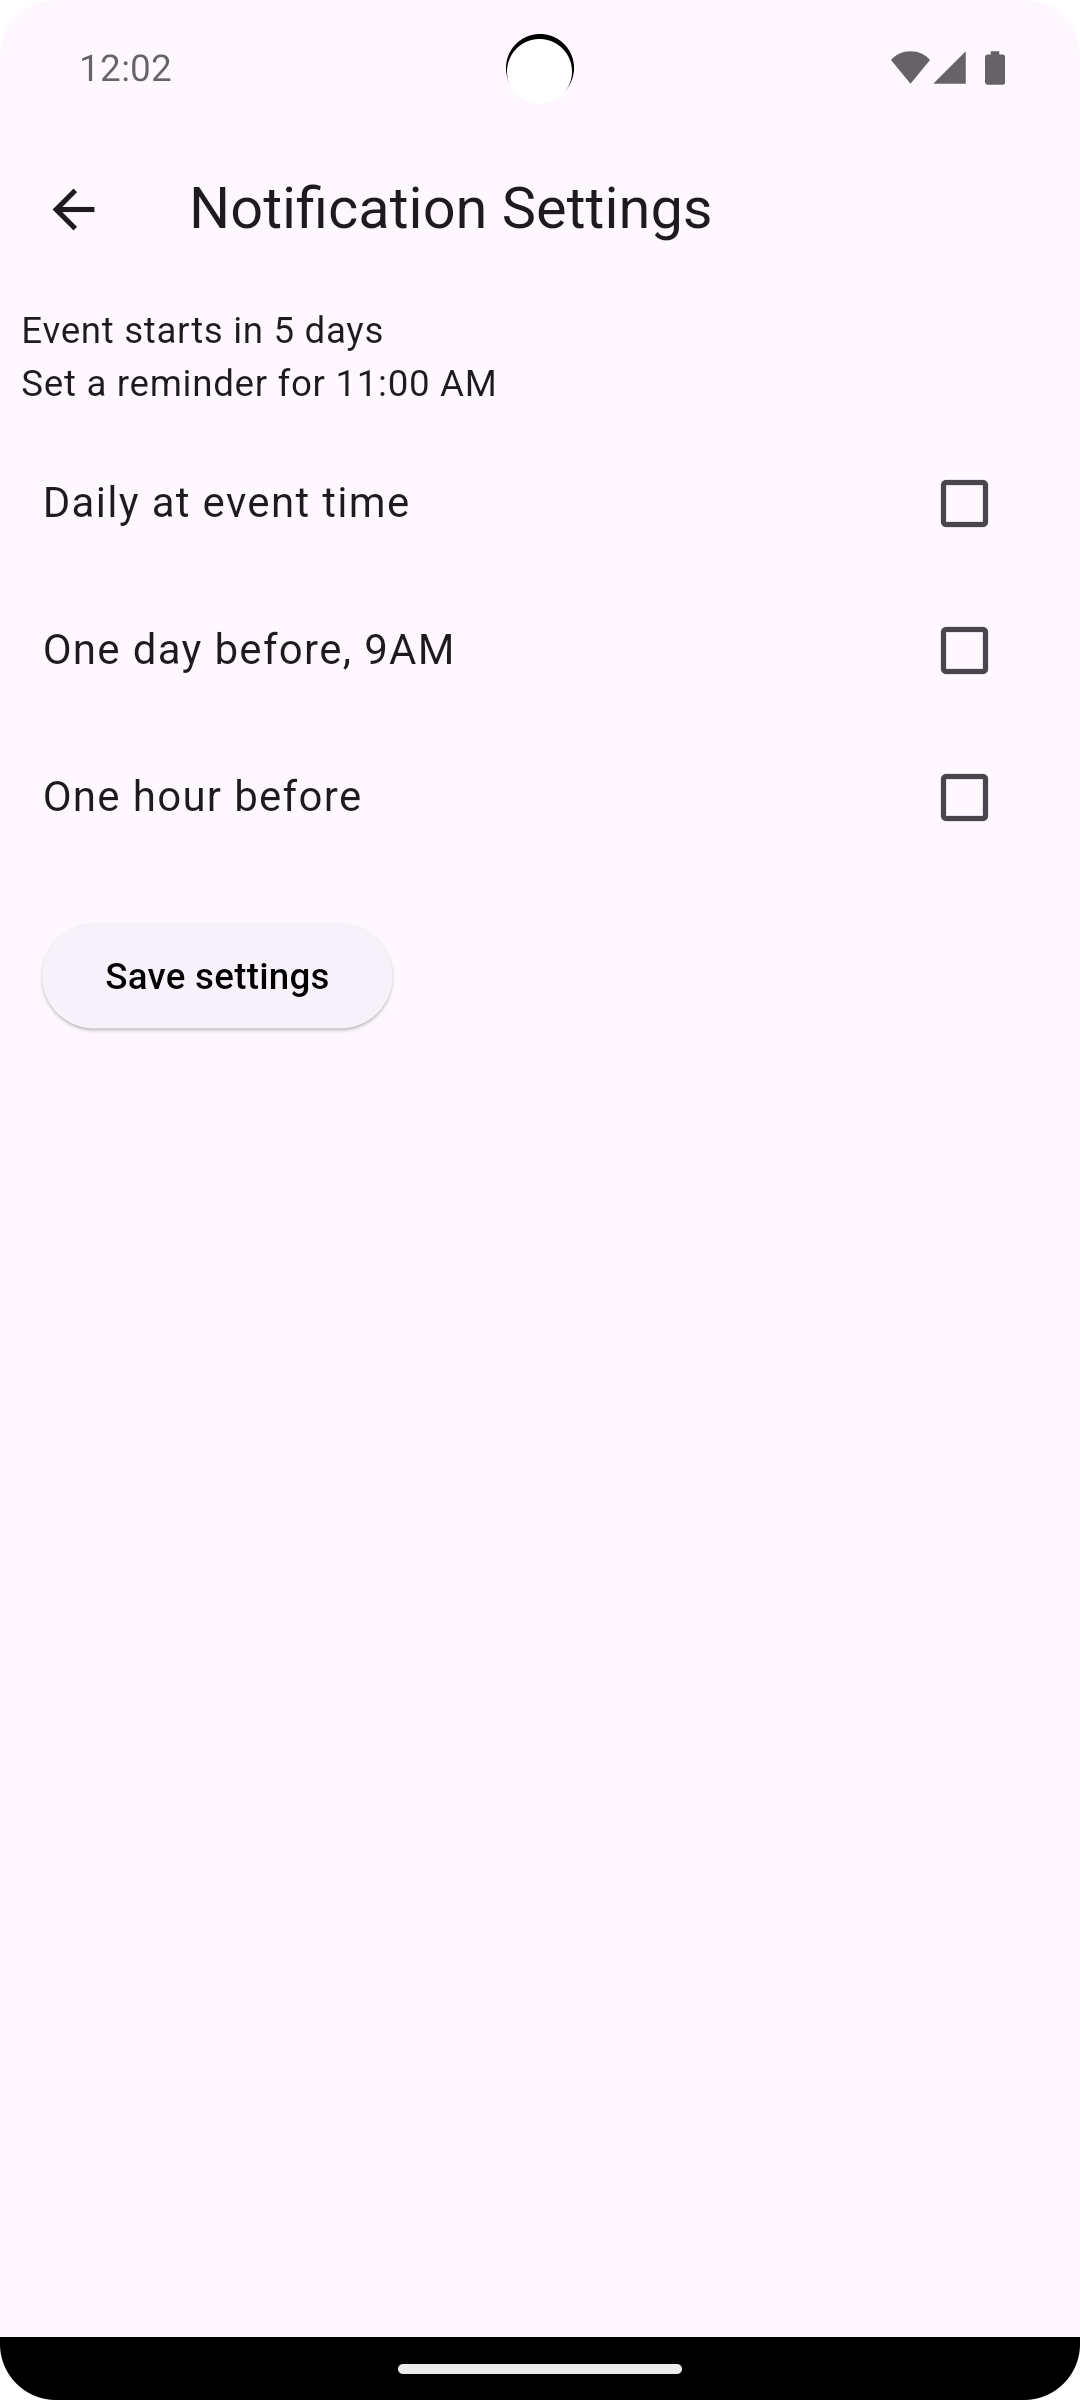 12:02
Notification Settings
Event starts in 5 days
Set a reminder for 11:00 AM
Daily at event time
One day before, 9AM
One hour before
Save settings